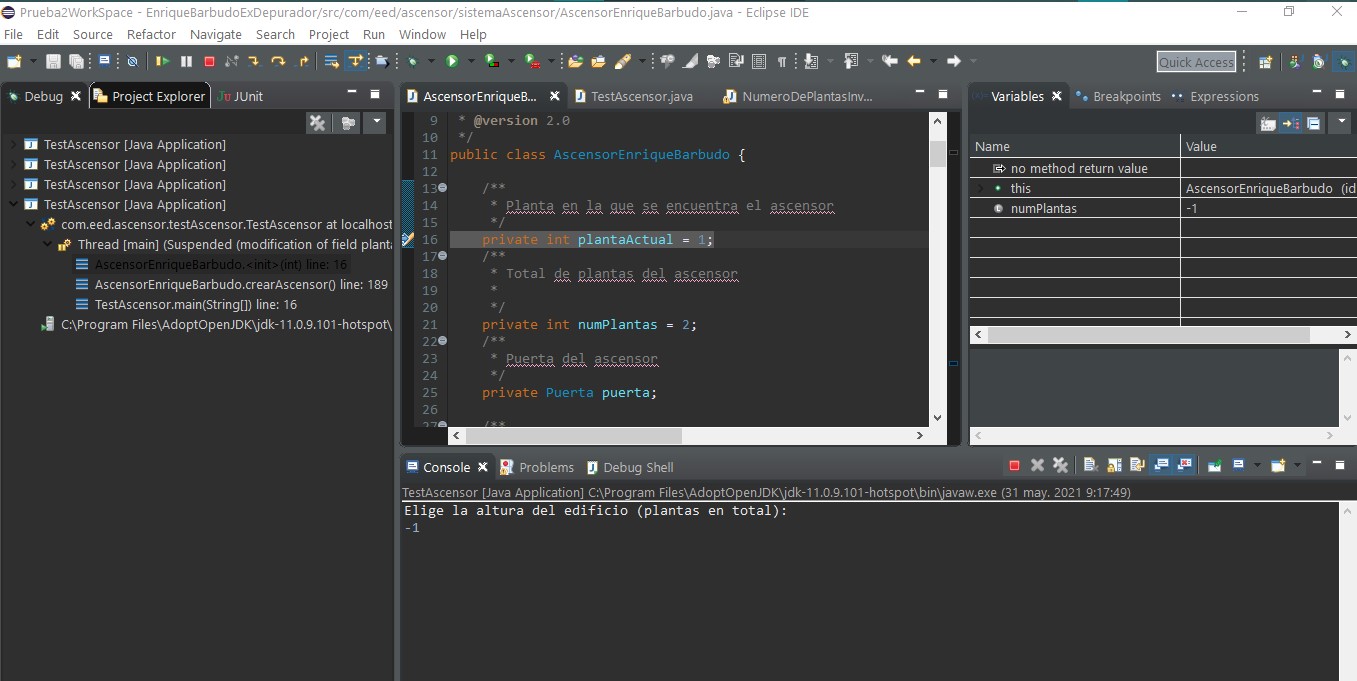 Prueba2WorkSpace - EnriqueBarbudoExDepurador/src/com/eed/ascensor/sistemaAscensor/AscensorEnriqueBarbudo.java - Eclipse IDE
File Edit Source Refactor Navigate Search Project Run Window Help
Quick Access
Debug Project Explorer JUnit
TestAscensor [Java Application]
TestAscensor [Java Application]
TestAscensor [Java Application]
TestAscensor [Java Application]
com.eed.ascensor.testAscensor.TestAscensor at localhost
Thread [main] (Suspended (modification of field planta
AscensorEnriqueBarbudo.<init>(int) line: 16
AscensorEnriqueBarbudo.crearAscensor() line: 189
TestAscensor.main(String[]) line: 16
C:\Program Files\AdoptOpenJDK\jdk-11.0.9.101-hotspot\
AscensorEnriqueB... TestAscensor.java NumeroDePlantasInv...
9 * @version 2.0
10 */
11 public class AscensorEnriqueBarbudo {
12
13 /**
14 * Planta en la que se encuentra el ascensor
15 */
16 private int plantaActual = 1;
17 /**
18 * Total de plantas del ascensor
19 *
20 */
21 private int numPlantas = 2;
22 /**
23 * Puerta del ascensor
24 */
25 private Puerta puerta;
26
27 /**
Variables Breakpoints Expressions
Name Value
no method return value
this AscensorEnriqueBarbudo (id
numPlantas -1
Console Problems Debug Shell
TestAscensor [Java Application] C:\Program Files\AdoptOpenJDK\jdk-11.0.9.101-hotspot\bin\javaw.exe (31 may. 2021 9:17:49)
Elige la altura del edificio (plantas en total):
-1